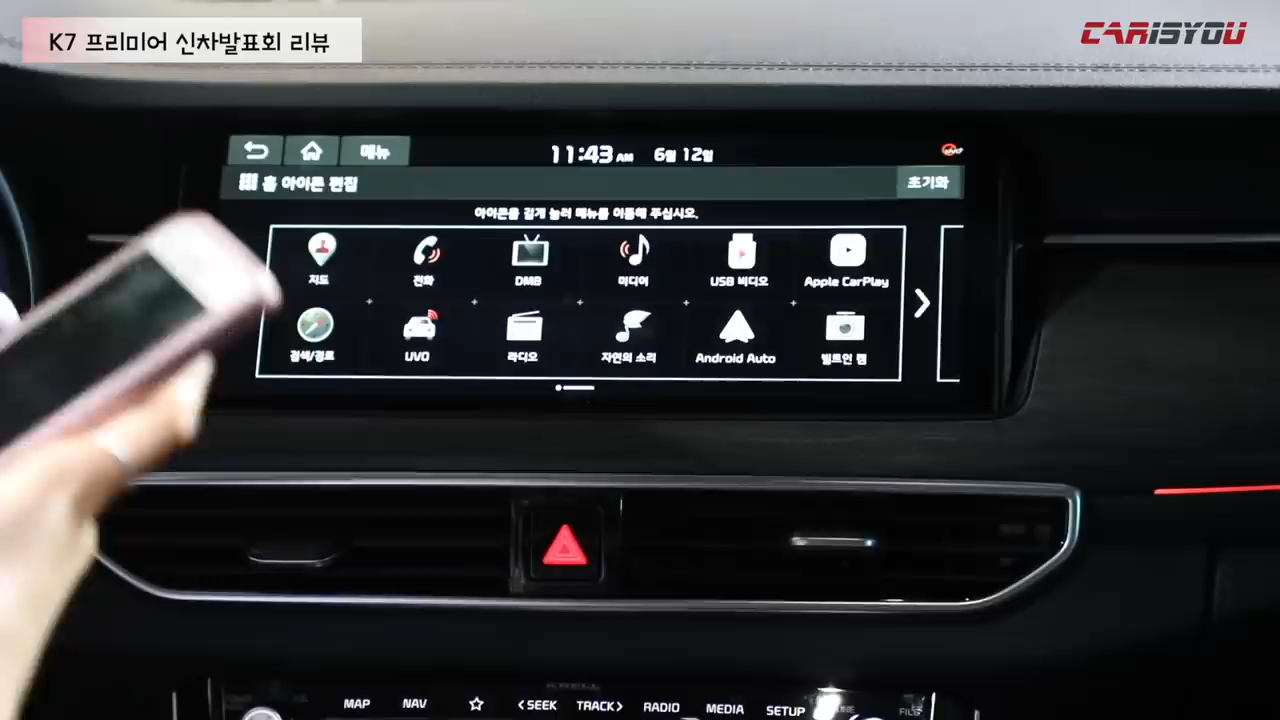 K7 프리미어 신차발표회 리뷰
CARISYOU
메뉴
11:43 AM 6월 12일
홈 아이콘 편집
초기화
아이콘을 길게 눌러 메뉴를 이동해 주십시오.
지도 전화 DMB 미디어 USB 비디오 Apple CarPlay
검색/경로 UVO 라디오 자연의 소리 Android Auto 빌트인 캠
KRELL
MAP NAV ☆ < SEEK TRACK > RADIO MEDIA SETUP